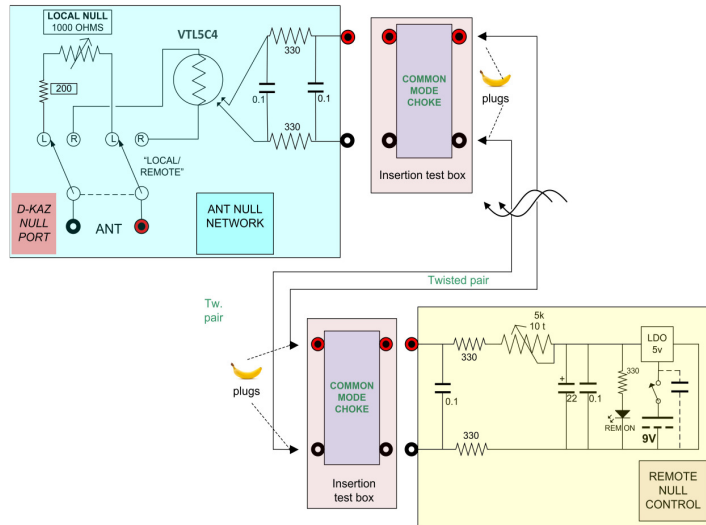 LOCAL NULL
1000 OHMS
VTL5C4
200
330
0.1
0.1
330
L
R
L
R
"LOCAL/
REMOTE"
D-KAZ
NULL
PORT
ANT
ANT NULL
NETWORK
COMMON
MODE
CHOKE
Insertion test box
plugs
Twisted pair
Tw.
pair
plugs
COMMON
MODE
CHOKE
Insertion
test box
5k
10 t
330
0.1
330
+
22
0.1
330
REM ON
LDO
5v
9V
REMOTE
NULL
CONTROL